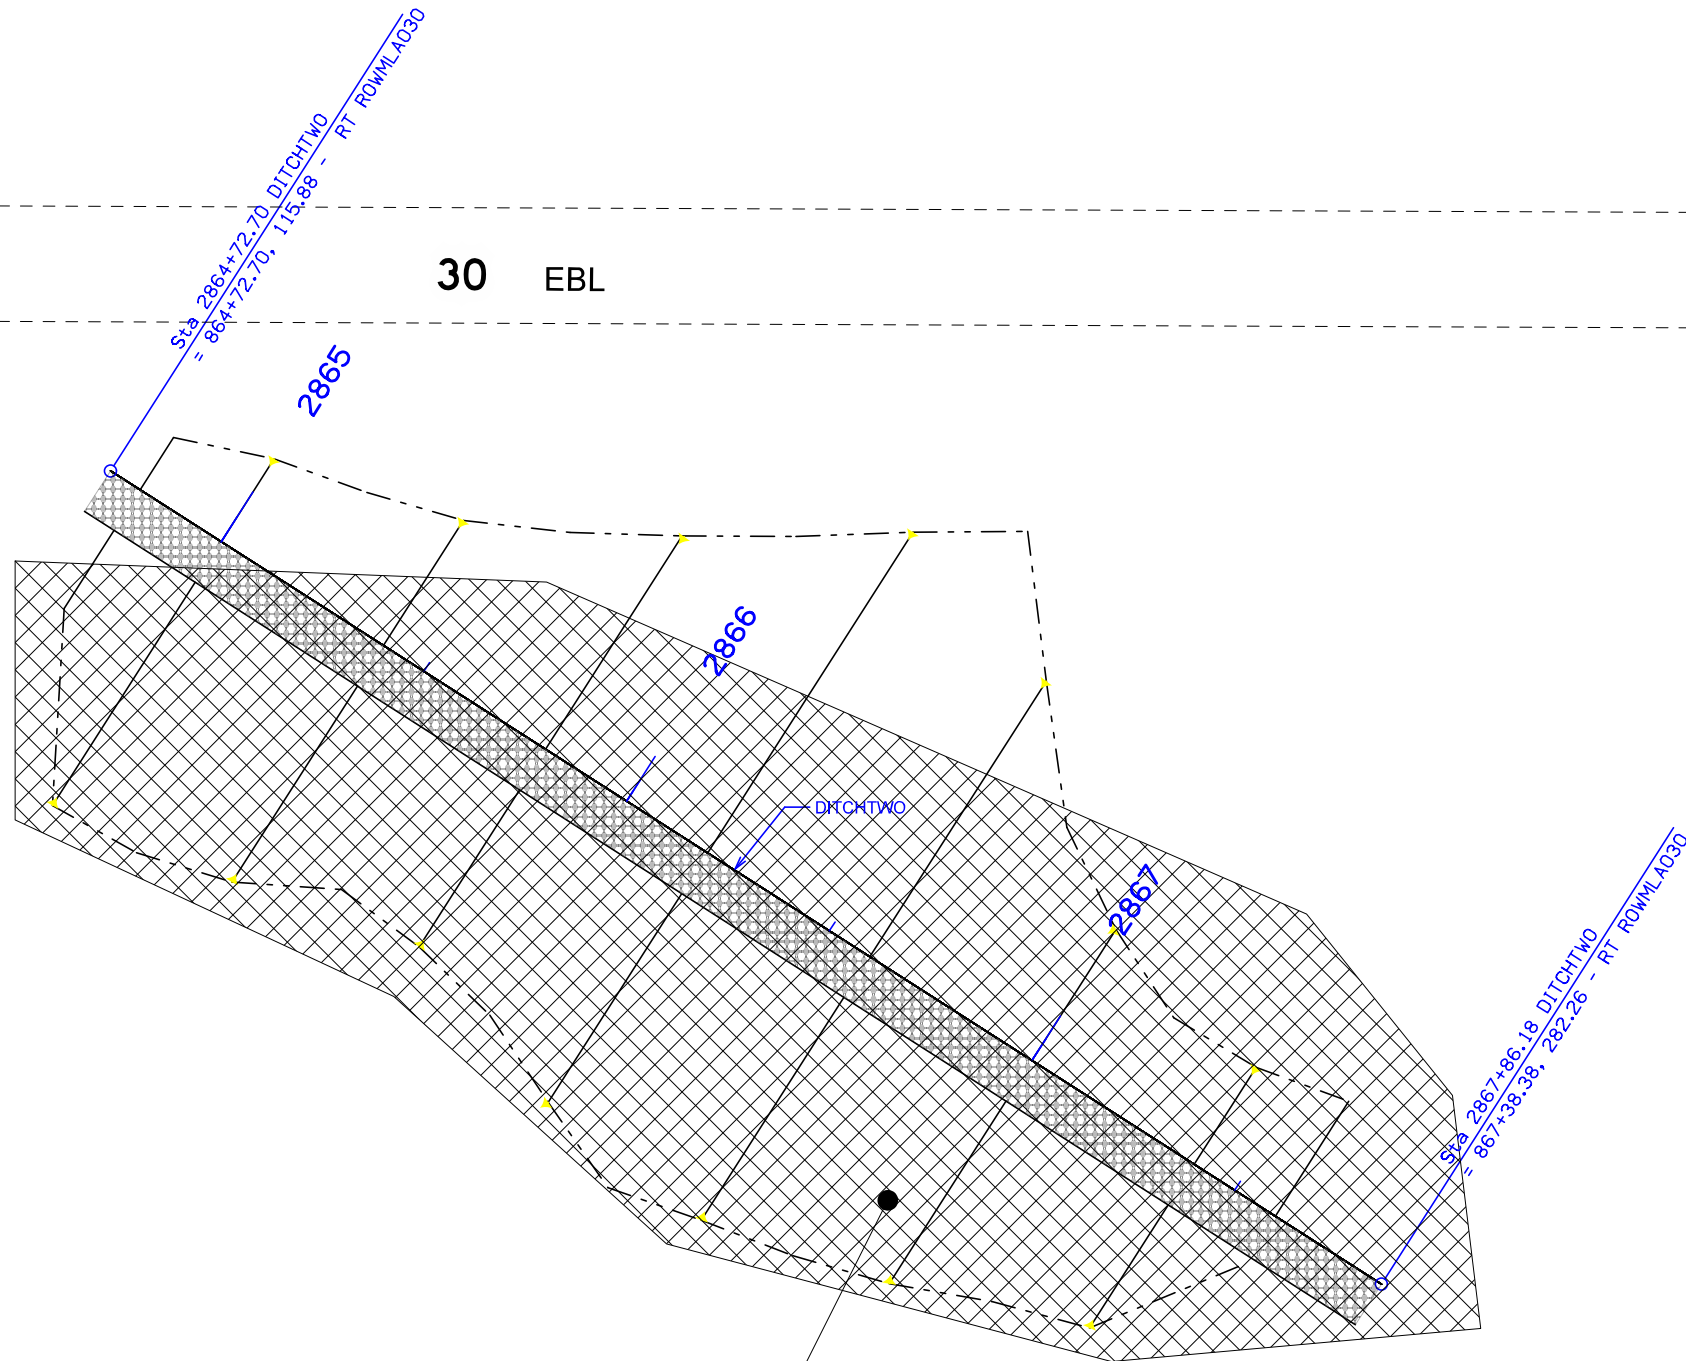 Sta 2864+72.70 DITCHTWO
= 864+72.70, 115.88 - RT ROWMLA030
30 EBL
2865
2866
DITCHTWO
2867
Sta 2867+86.18 DITCHTWO
= 867+38.38, 282.26 - RT ROWMLA030